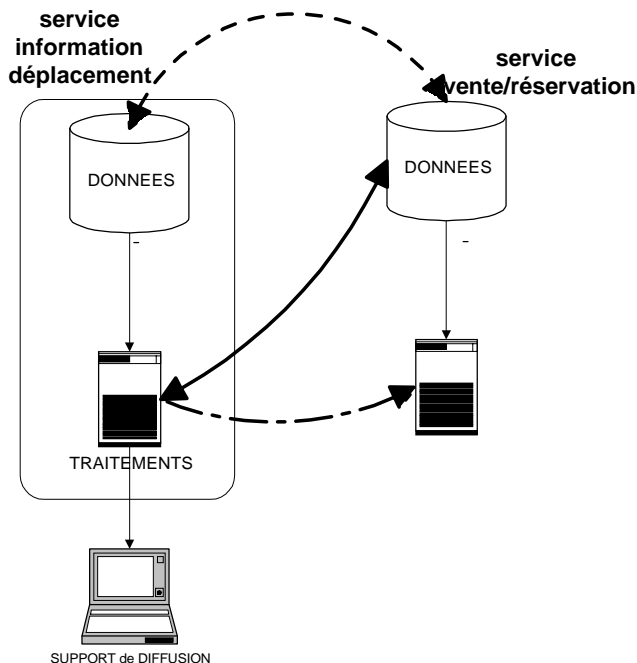 service
information
déplacement
service
vente/réservation
DONNEES
DONNEES
TRAITEMENTS
SUPPORT de DIFFUSION